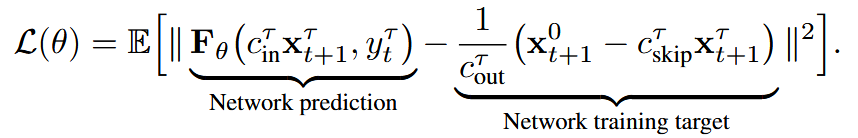 ℒ(θ) = 𝔼[∥ F_θ(c_in^τ x_{t+1}^τ, y_t^τ) − 1/c_out^τ (x_{t+1}^0 − c_skip^τ x_{t+1}^τ) ∥²].
Network prediction
Network training target